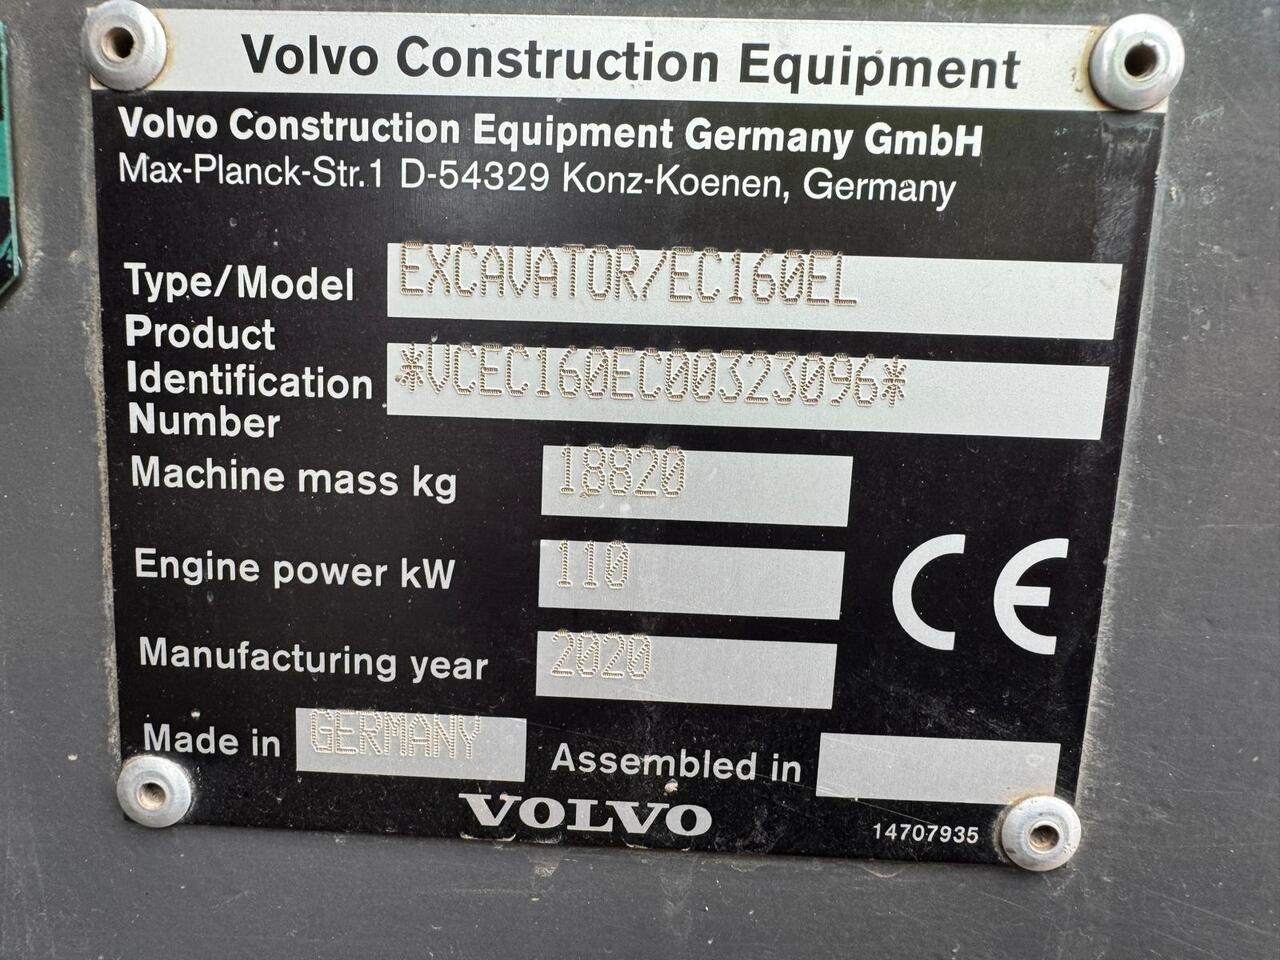 Volvo Construction Equipment
Volvo Construction Equipment Germany GmbH
Max-Planck-Str.1 D-54329 Konz-Koenen, Germany
Type/Model EXCAVATOR/EC160EL
Product
Identification *VCEC160EC00323096*
Number
Machine mass kg 18820
Engine power kW 110
Manufacturing year 2020
CE
Made in GERMANY Assembled in
VOLVO
14707935